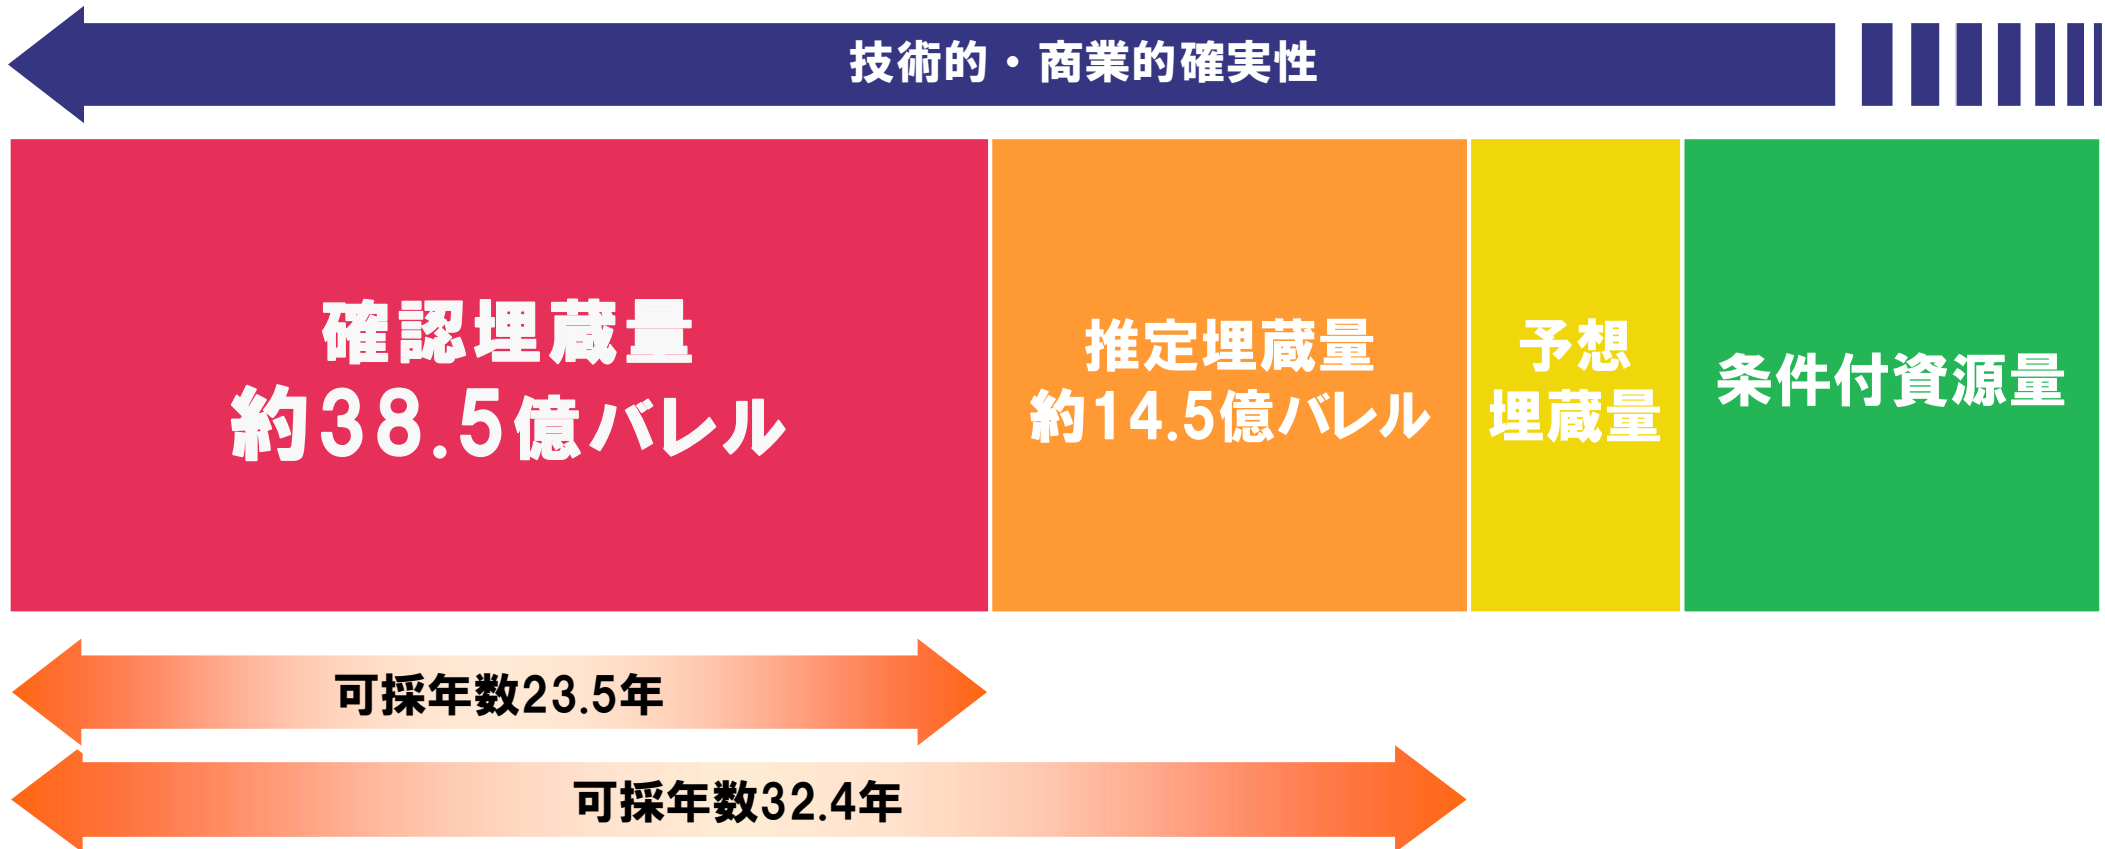 技術的・商業的確実性
確認埋蔵量
約38.5億バレル
推定埋蔵量
約14.5億バレル
予想
埋蔵量
条件付資源量
可採年数23.5年
可採年数32.4年